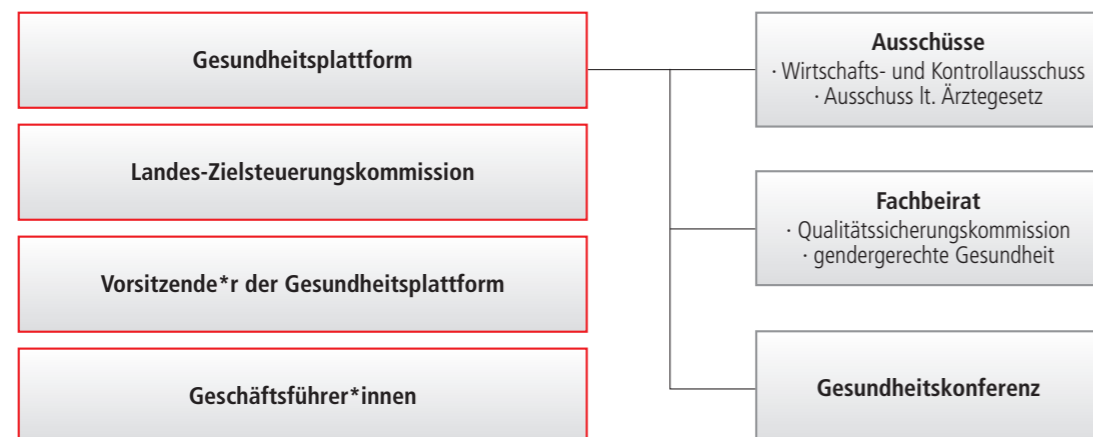 Gesundheitsplattform
Landes-Zielsteuerungskommission
Vorsitzende*r der Gesundheitsplattform
Geschäftsführer*innen
Ausschüsse
· Wirtschafts- und Kontrollausschuss
· Ausschuss lt. Ärztegesetz
Fachbeirat
· Qualitätssicherungskommission
· gendergerechte Gesundheit
Gesundheitskonferenz